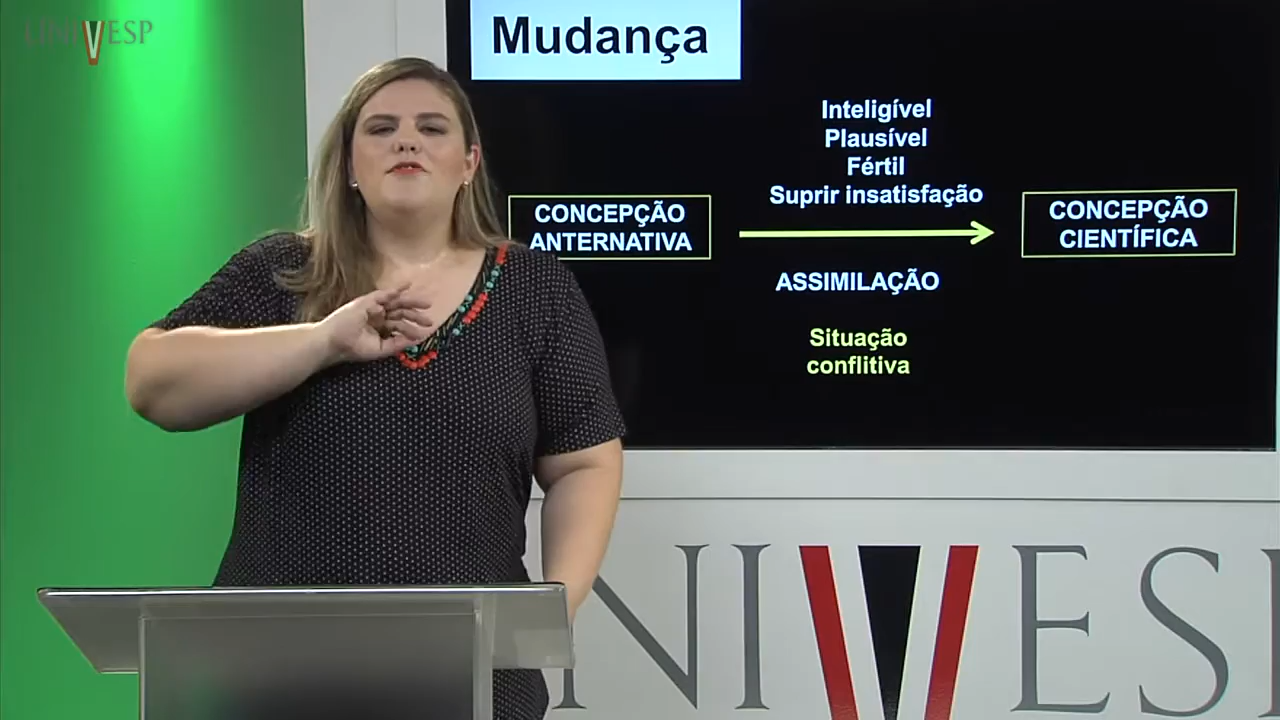 UNIVESP
Mudança
Inteligível
Plausível
Fértil
Suprir insatisfação
CONCEPÇÃO
ANTERNATIVA
CONCEPÇÃO
CIENTÍFICA
ASSIMILAÇÃO
Situação
conflitiva
UNIVESP